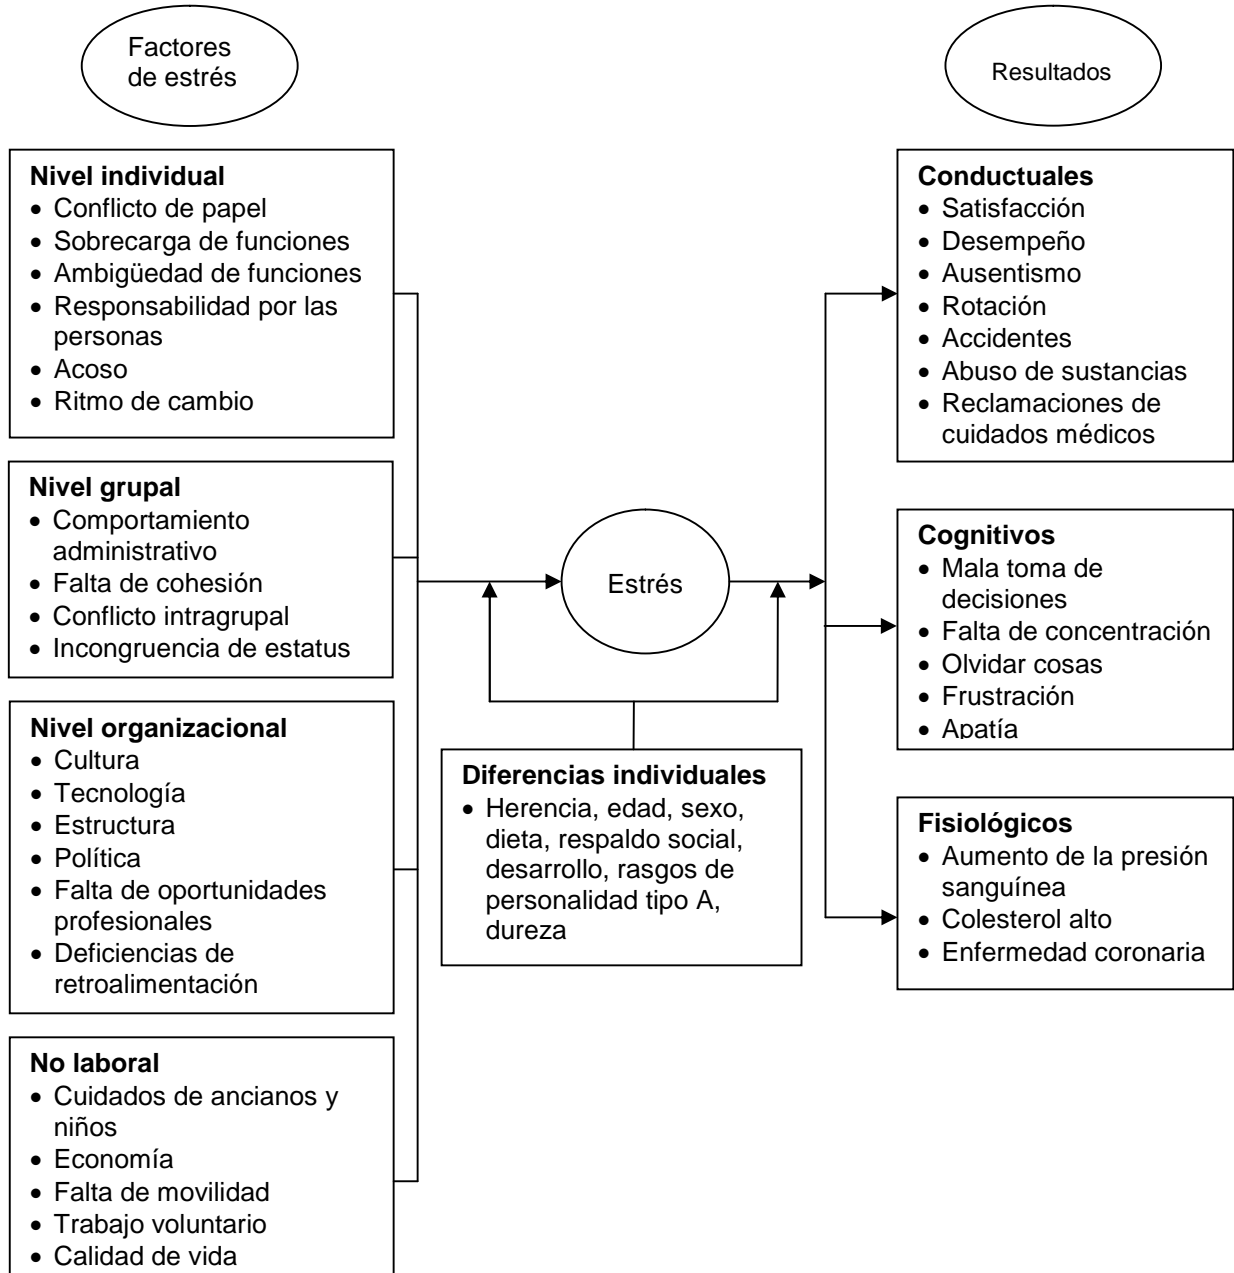 Factores
de estrés
Resultados
Nivel individual
• Conflicto de papel
• Sobrecarga de funciones
• Ambigüedad de funciones
• Responsabilidad por las
personas
• Acoso
• Ritmo de cambio
Nivel grupal
• Comportamiento
administrativo
• Falta de cohesión
• Conflicto intragrupal
• Incongruencia de estatus
Nivel organizacional
• Cultura
• Tecnología
• Estructura
• Política
• Falta de oportunidades
profesionales
• Deficiencias de
retroalimentación
No laboral
• Cuidados de ancianos y
niños
• Economía
• Falta de movilidad
• Trabajo voluntario
• Calidad de vida
Estrés
Diferencias individuales
• Herencia, edad, sexo,
dieta, respaldo social,
desarrollo, rasgos de
personalidad tipo A,
dureza
Conductuales
• Satisfacción
• Desempeño
• Ausentismo
• Rotación
• Accidentes
• Abuso de sustancias
• Reclamaciones de
cuidados médicos
Cognitivos
• Mala toma de
decisiones
• Falta de concentración
• Olvidar cosas
• Frustración
• Apatía
Fisiológicos
• Aumento de la presión
sanguínea
• Colesterol alto
• Enfermedad coronaria